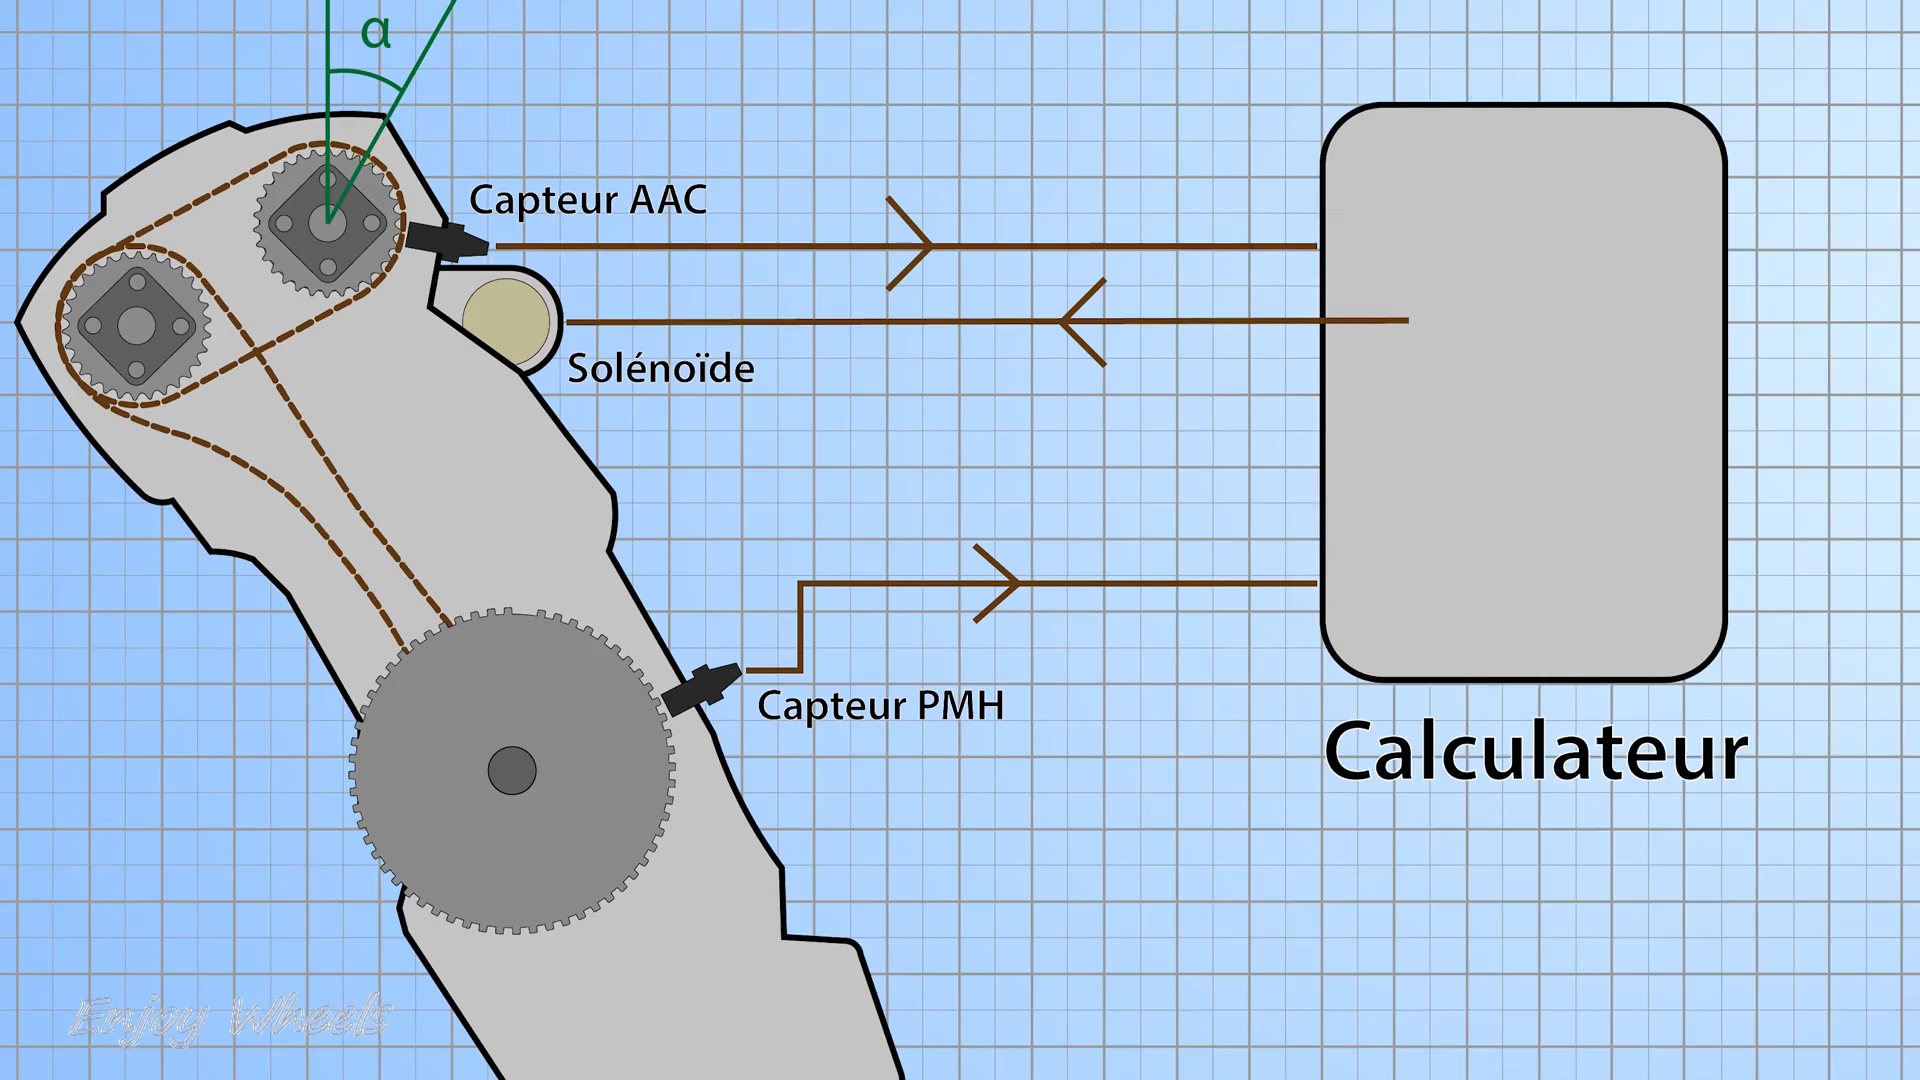 α
Capteur AAC
Solénoïde
Capteur PMH
Calculateur
Enjoy Wheels